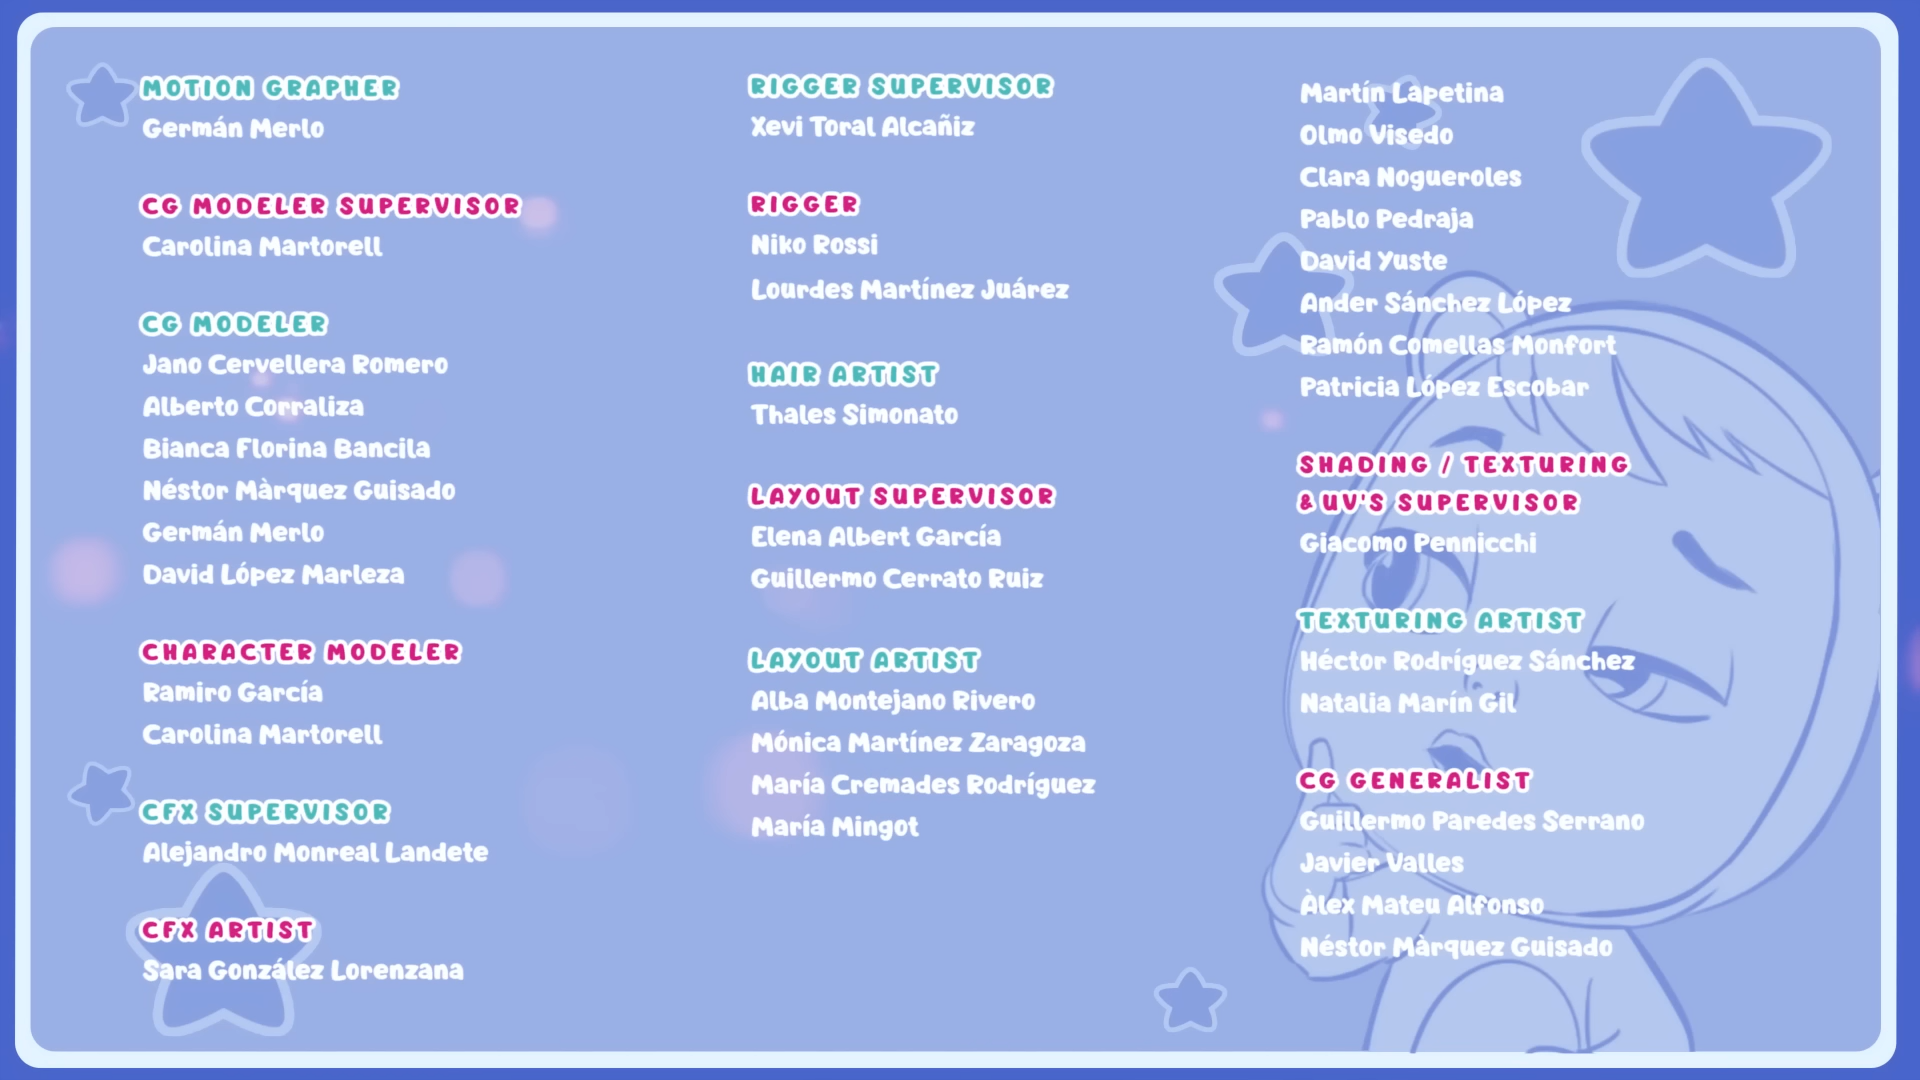 MOTION GRAPHER
Germán Merlo
CG MODELER SUPERVISOR
Carolina Martorell
CG MODELER
Jano Cervellera Romero
Alberto Corraliza
Bianca Florina Bancila
Néstor Màrquez Guisado
Germán Merlo
David López Marleza
CHARACTER MODELER
Ramiro García
Carolina Martorell
CFX SUPERVISOR
Alejandro Monreal Landete
CFX ARTIST
Sara González Lorenzana
RIGGER SUPERVISOR
Xevi Toral Alcañiz
RIGGER
Niko Rossi
Lourdes Martínez Juárez
HAIR ARTIST
Thales Simonato
LAYOUT SUPERVISOR
Elena Albert García
Guillermo Cerrato Ruiz
LAYOUT ARTIST
Alba Montejano Rivero
Mónica Martínez Zaragoza
María Cremades Rodríguez
María Mingot
Martín Lapetina
Olmo Visedo
Clara Nogueroles
Pablo Pedraja
David Yuste
Ander Sánchez López
Ramón Comellas Monfort
Patricia López Escobar
SHADING / TEXTURING
& UV'S SUPERVISOR
Giacomo Pennicchi
TEXTURING ARTIST
Héctor Rodríguez Sánchez
Natalia Marín Gil
CG GENERALIST
Guillermo Paredes Serrano
Javier Valles
Àlex Mateu Alfonso
Néstor Màrquez Guisado